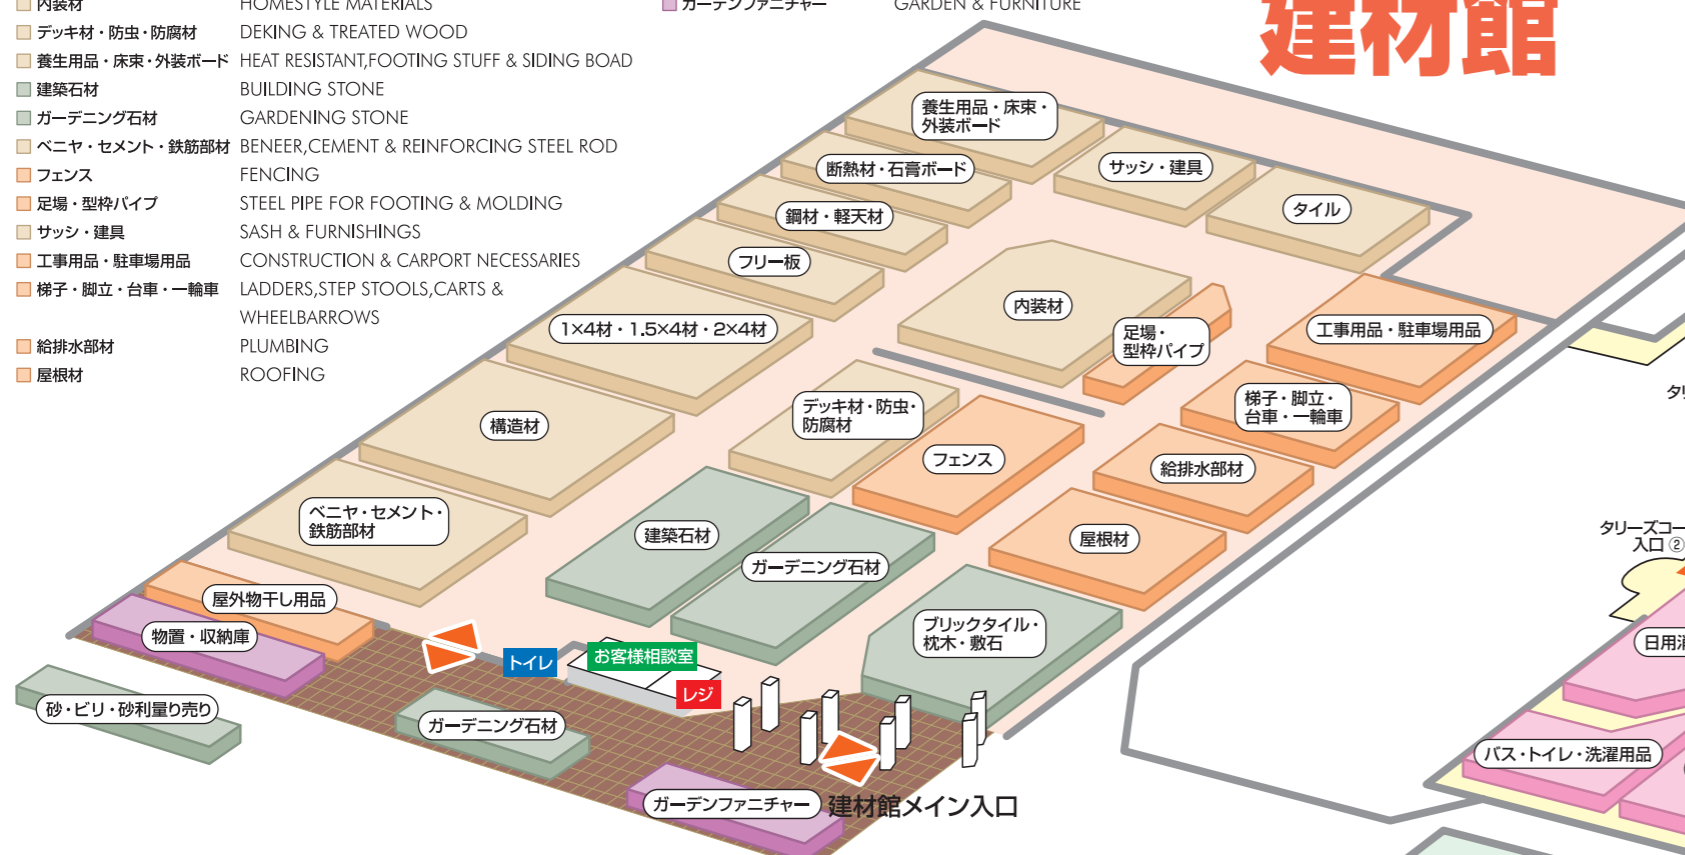 内装材 HOMESTYLE MATERIALS
デッキ材・防虫・防腐材 DEKING & TREATED WOOD
養生用品・床束・外装ボード HEAT RESISTANT,FOOTING STUFF & SIDING BOAD
建築石材 BUILDING STONE
ガーデニング石材 GARDENING STONE
ベニヤ・セメント・鉄筋部材 BENEER,CEMENT & REINFORCING STEEL ROD
フェンス FENCING
足場・型枠パイプ STEEL PIPE FOR FOOTING & MOLDING
サッシ・建具 SASH & FURNISHINGS
工事用品・駐車場用品 CONSTRUCTION & CARPORT NECESSARIES
梯子・脚立・台車・一輪車 LADDERS,STEP STOOLS,CARTS &
WHEELBARROWS
給排水部材 PLUMBING
屋根材 ROOFING
ガーデンファニチャー GARDEN & FURNITURE
建材館
養生用品・床束・
外装ボード
断熱材・石膏ボード
サッシ・建具
鋼材・軽天材
タイル
フリー板
内装材
1×4材・1.5×4材・2×4材
足場・
型枠パイプ
工事用品・駐車場用品
デッキ材・防虫・
防腐材
梯子・脚立・
台車・一輪車
構造材
フェンス
給排水部材
ベニヤ・セメント・
鉄筋部材
建築石材
屋根材
ガーデニング石材
屋外物干し用品
物置・収納庫
ブリックタイル・
枕木・敷石
トイレ
お客様相談室
レジ
砂・ビリ・砂利量り売り
ガーデニング石材
ガーデンファニチャー
建材館メイン入口
タリーズコー
入口 ②
日用消
バス・トイレ・洗濯用品